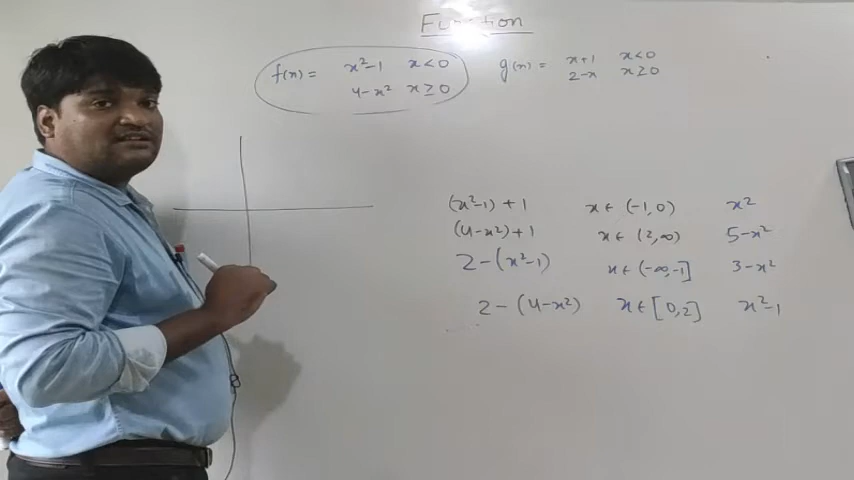 Function
f(x) = x²-1 x<0 g(x) = x+1 x<0
4-x² x≥0 2-x x≥0
(x²-1) + 1 x ∈ (-1,0) x²
(4-x²) + 1 x ∈ (2,∞) 5-x²
2-(x²-1) x ∈ (-∞,-1] 3-x²
2-(4-x²) x ∈ [0,2] x²-1